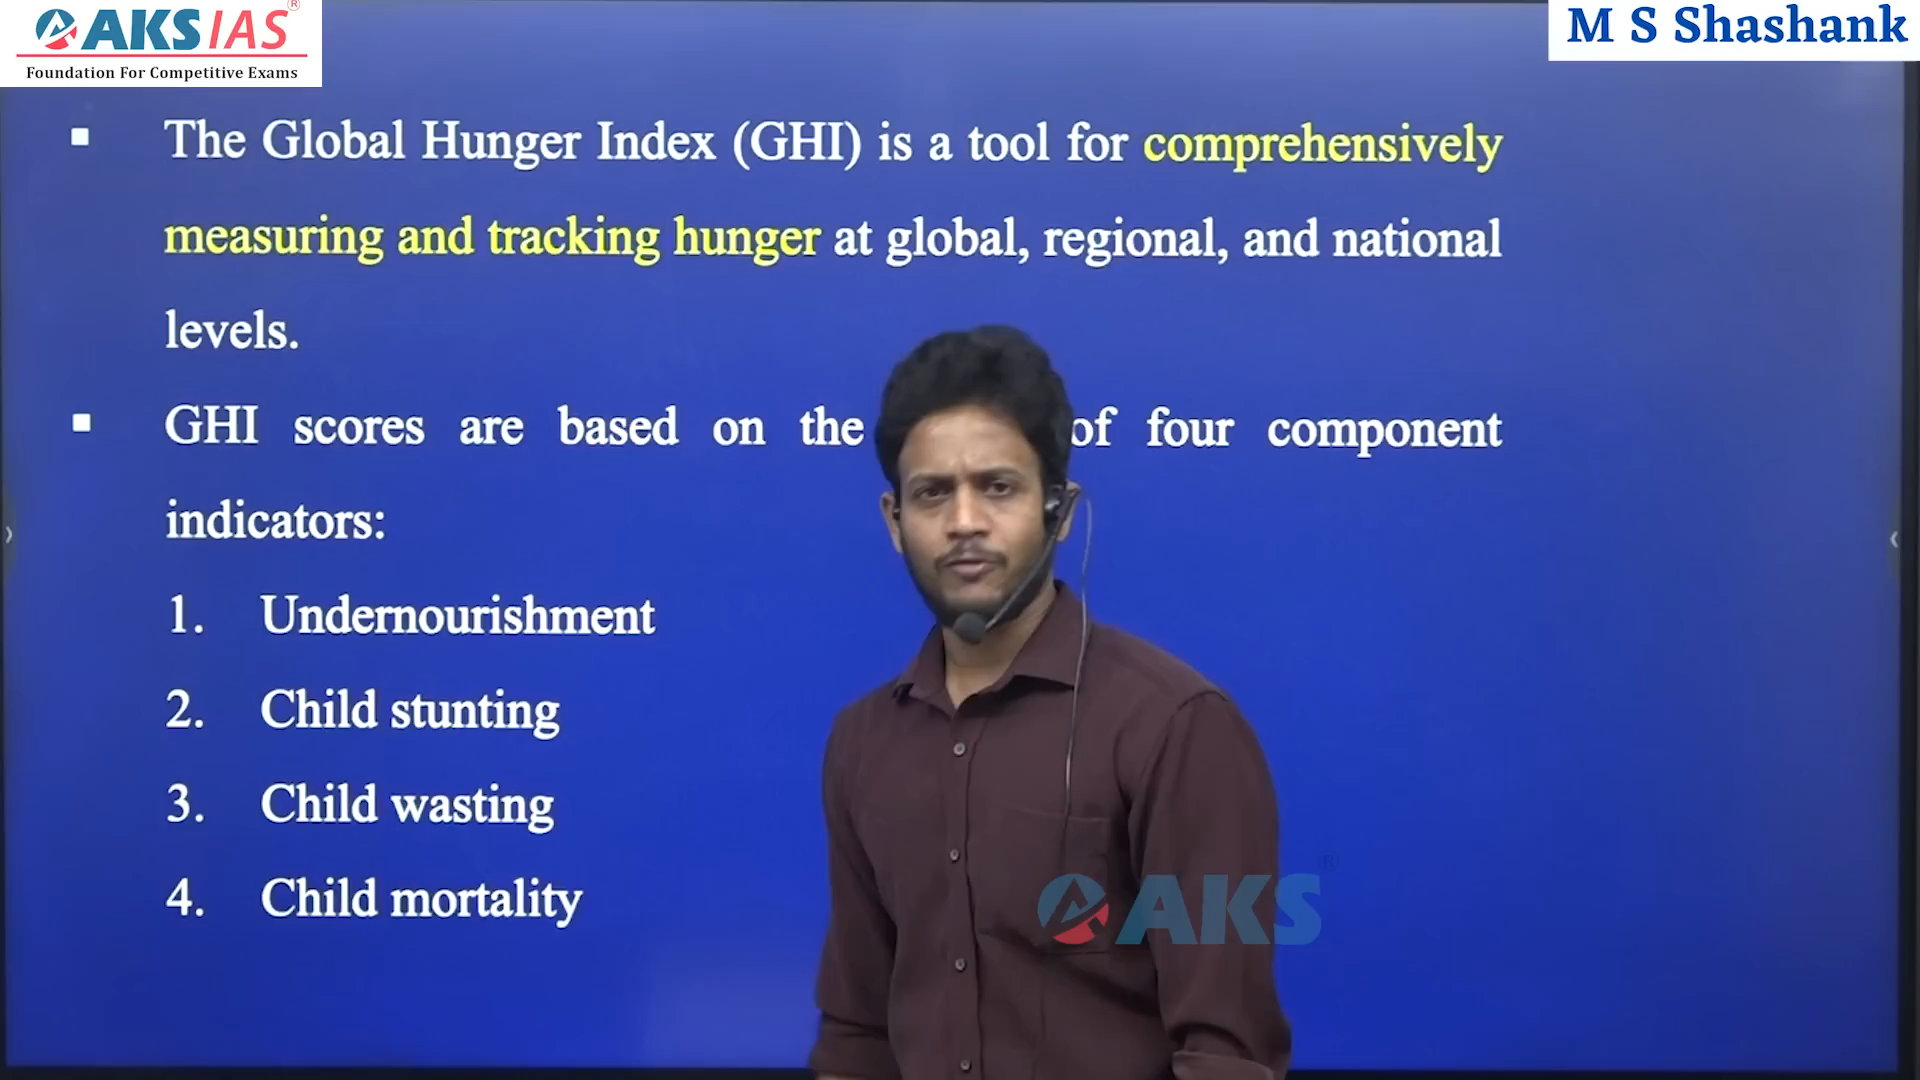 AKS IAS ®
Foundation For Competitive Exams
M S Shashank
▪ The Global Hunger Index (GHI) is a tool for comprehensively
measuring and tracking hunger at global, regional, and national
levels.
▪ GHI scores are based on the of four component
indicators:
1. Undernourishment
2. Child stunting
3. Child wasting
4. Child mortality
AKS ®